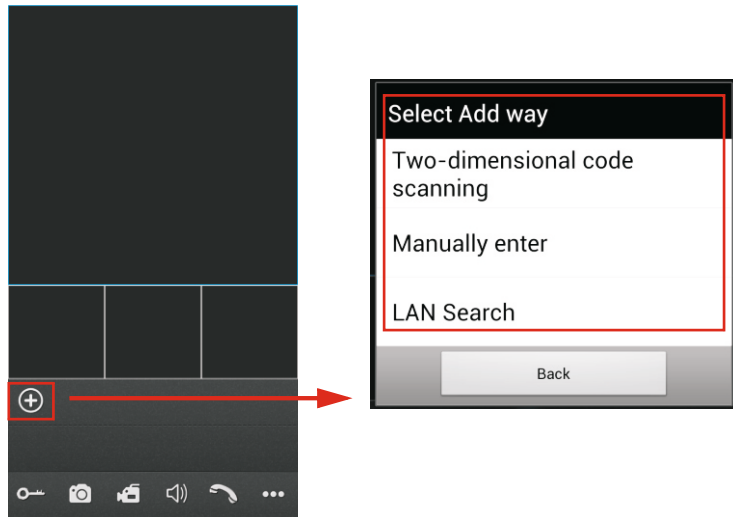 Select Add way
Two-dimensional code
scanning
Manually enter
LAN Search
Back